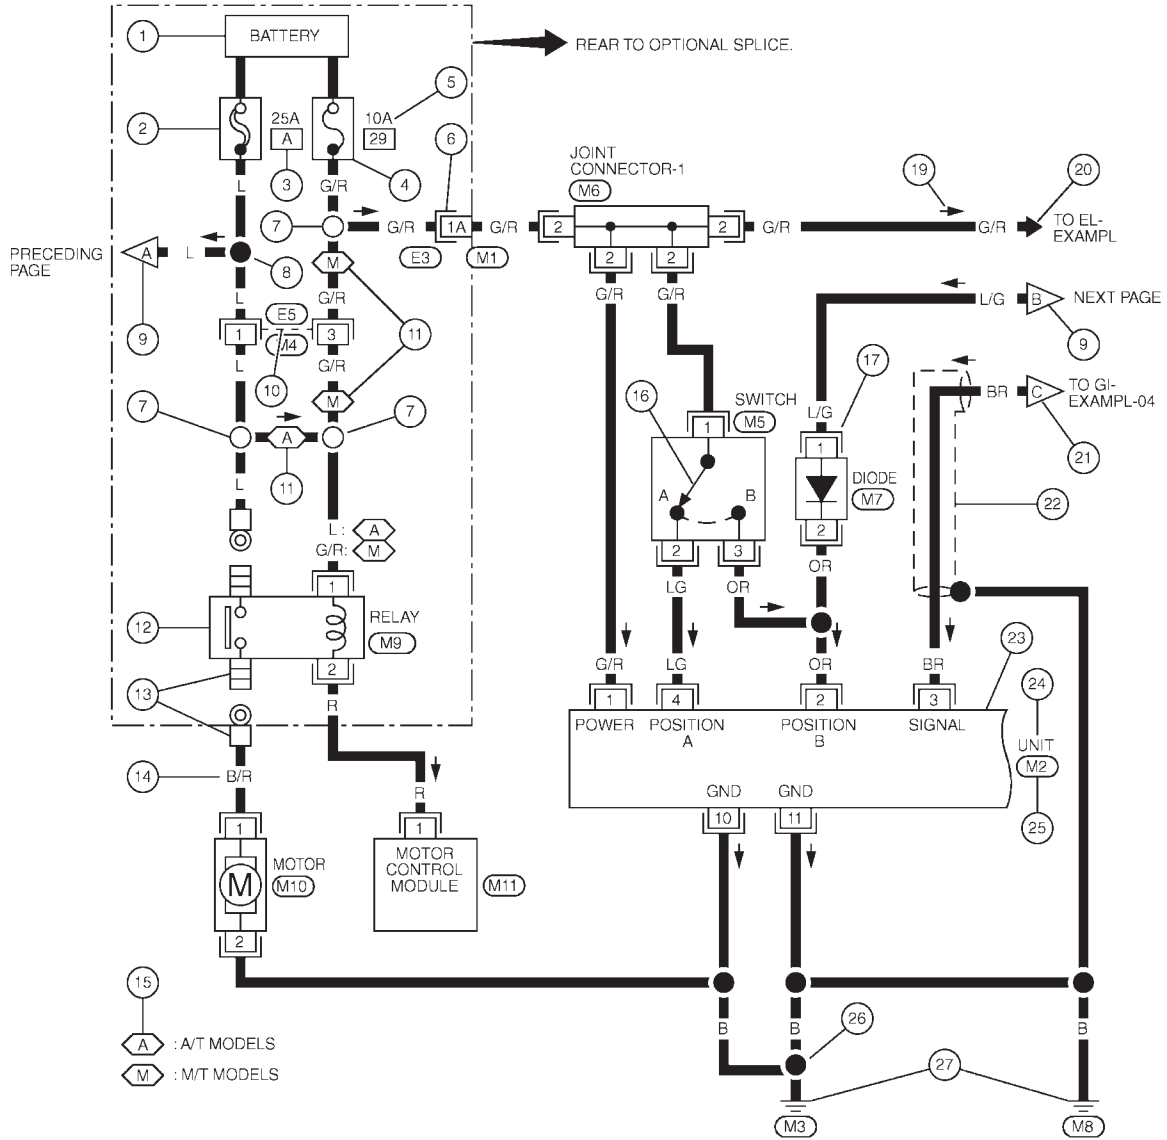 1
BATTERY
REAR TO OPTIONAL SPLICE.
5
2
25A
A
10A
29
6
3
4
JOINT
CONNECTOR-1
M6
19
20
L
G/R
7
G/R
1A
G/R
2
2
G/R
G/R
TO EL-
EXAMPL
E3
M1
PRECEDING
PAGE
A
L
8
M
2
2
L
G/R
G/R
G/R
L/G
B
NEXT PAGE
9
E5
1
3
M4
11
9
L
G/R
10
16
17
BR
C
TO GI-
EXAMPL-04
7
M
7
SWITCH
M5
L/G
A
1
1
21
11
L
A
B
DIODE
M7
22
L :
A
G/R:
M
2
3
2
1
LG
OR
OR
12
RELAY
M9
23
2
G/R
LG
OR
BR
13
R
1
4
2
3
24
POWER
POSITION
A
POSITION
B
SIGNAL
UNIT
M2
14
B/R
R
GND
GND
10
11
25
1
1
MOTOR
M10
M
MOTOR
CONTROL
MODULE
M11
2
15
26
B
B
B
A
: A/T MODELS
27
M
: M/T MODELS
M3
M8